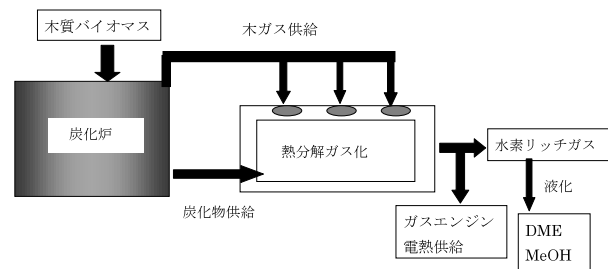 木質バイオマス
木ガス供給
炭化炉
熱分解ガス化
水素リッチガス
炭化物供給
液化
ガスエンジン
電熱供給
DME
MeOH